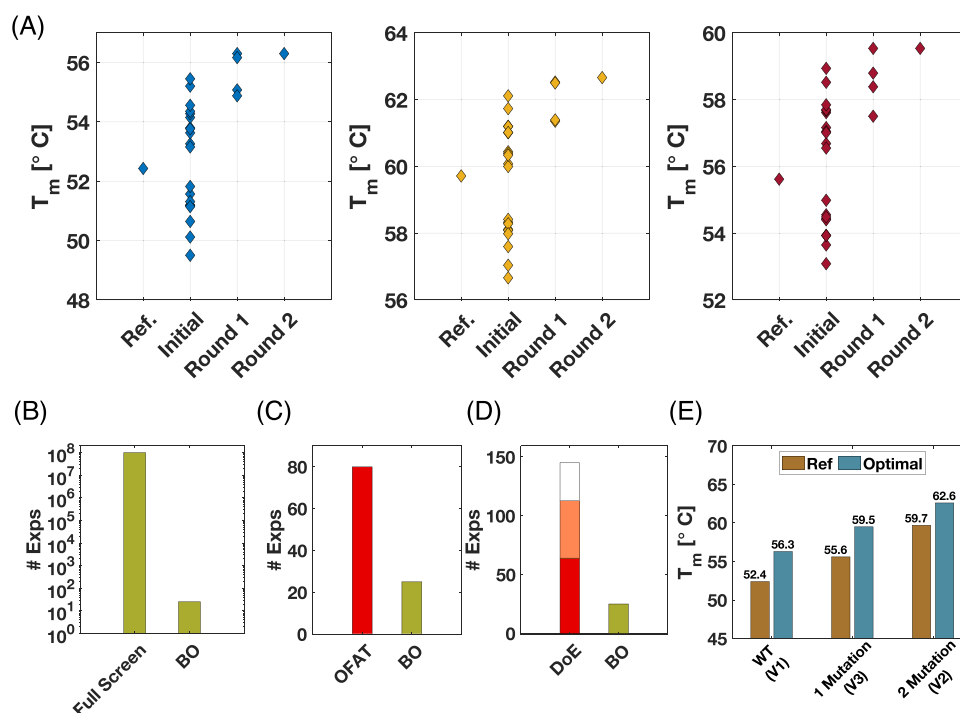 (A)
T_m [° C]
56
54
52
50
48
Ref.
Initial
Round 1
Round 2
T_m [° C]
64
62
60
58
56
Ref.
Initial
Round 1
Round 2
T_m [° C]
60
58
56
54
52
Ref.
Initial
Round 1
Round 2
(B)
# Exps
10^8
10^7
10^6
10^5
10^4
10^3
10^2
10^1
10^0
Full Screen
BO
(C)
# Exps
80
60
40
20
0
OFAT
BO
(D)
# Exps
150
100
50
0
DoE
BO
(E)
T_m [° C]
70
65
60
55
50
45
Ref
Optimal
52.4
56.3
55.6
59.5
59.7
62.6
WT
(V1)
1 Mutation
(V3)
2 Mutation
(V2)